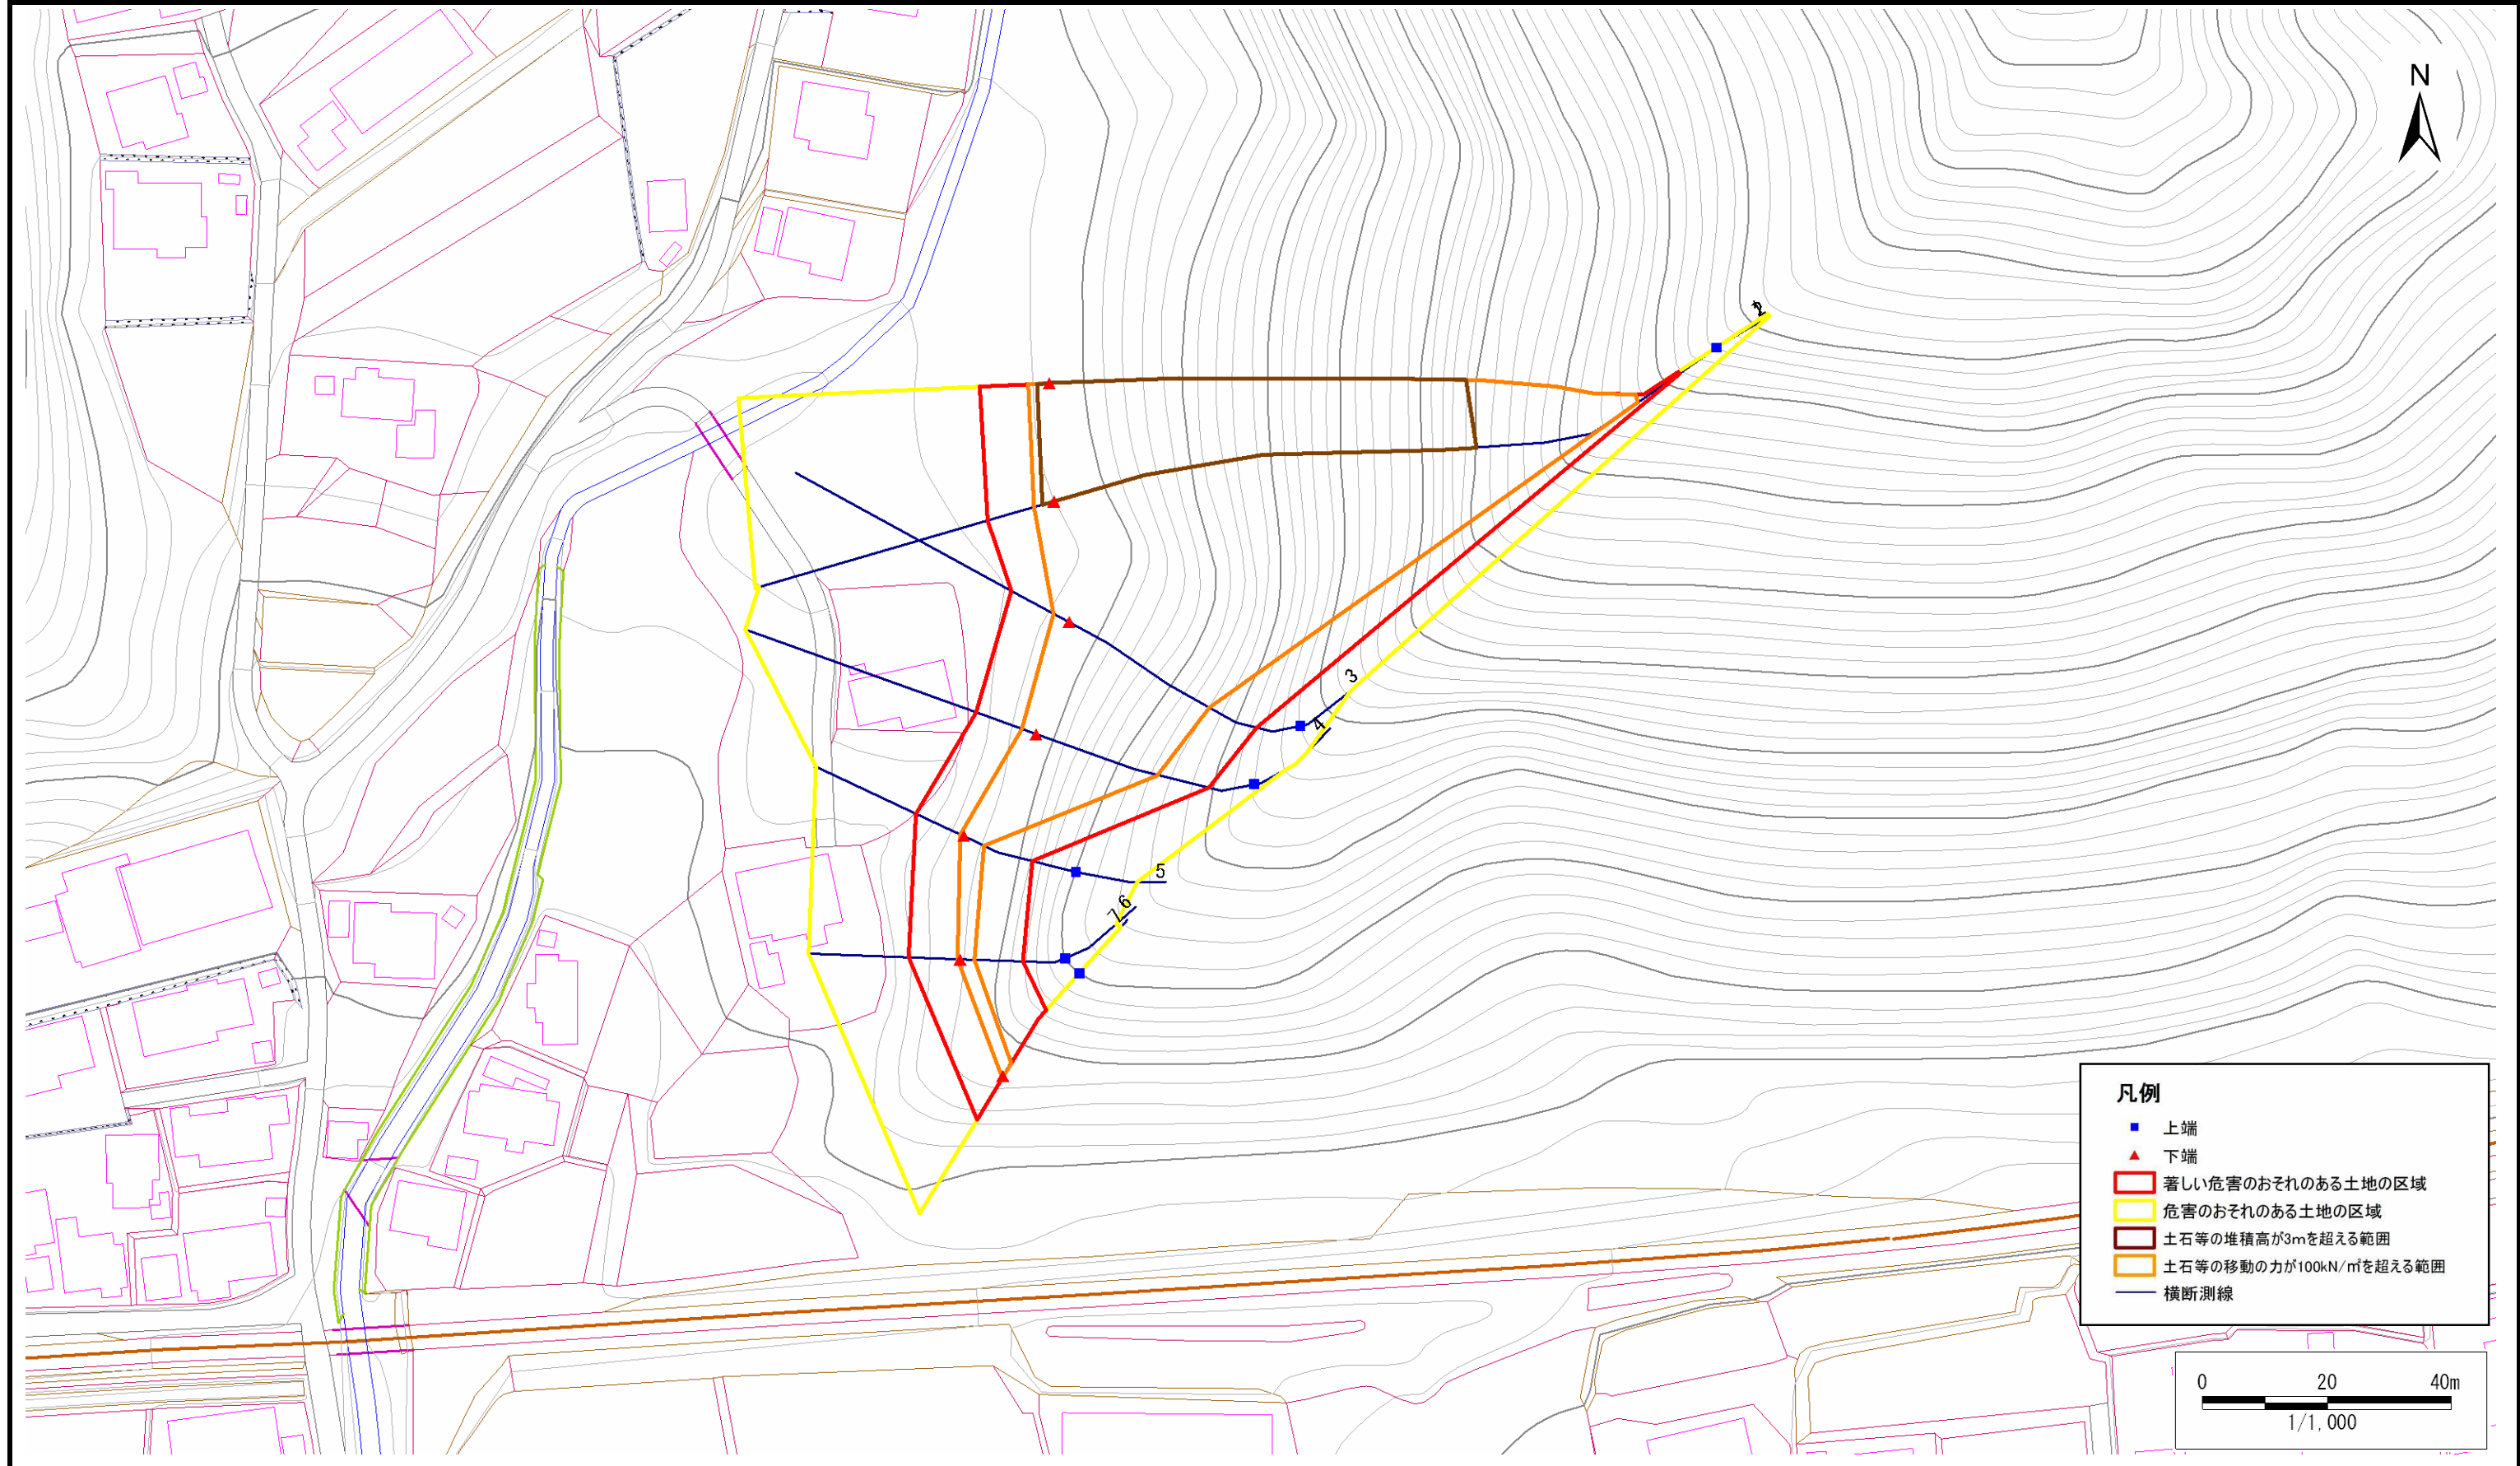 N
2
3
4
5
6
7
凡例
上端
下端
著しい危害のおそれのある土地の区域
危害のおそれのある土地の区域
土石等の堆積高が3mを超える範囲
土石等の移動の力が100kN/㎡を超える範囲
横断測線
0 20 40m
1/1,000